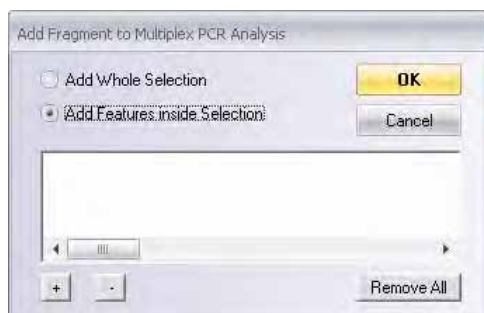 Add Fragment to Multiplex PCR Analysis
Add Whole Selection
OK
Add Features inside Selection
Cancel
+ - Remove All